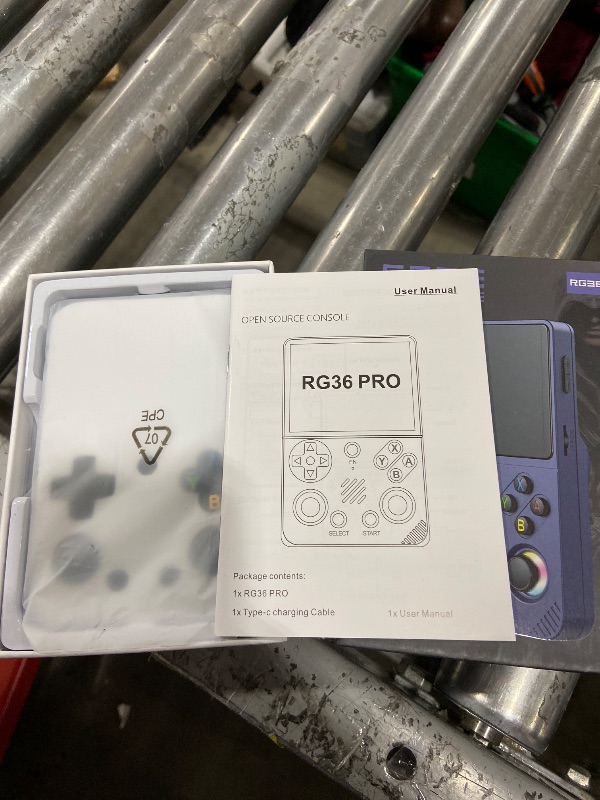 User Manual
OPEN SOURCE CONSOLE
RG36 PRO
X
Y
A
B
FN
SELECT
START
Package contents:
1x RG36 PRO
1x Type-c charging Cable
1x User Manual
07
CPE
B
RG36
X
Y
A
B